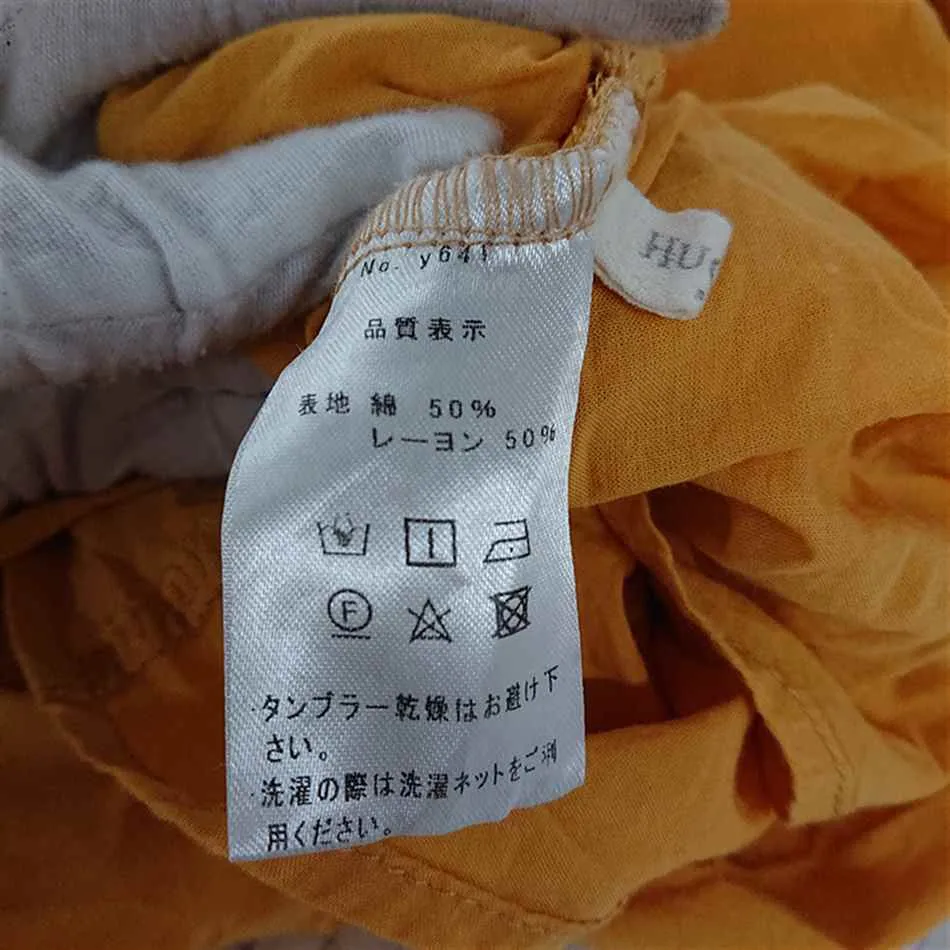 No. y641
HU
品質表示
表地 綿 50%
レーヨン 50%
F
タンブラー乾燥はお避け下
さい。
洗濯の際は洗濯ネットをご利
用ください。